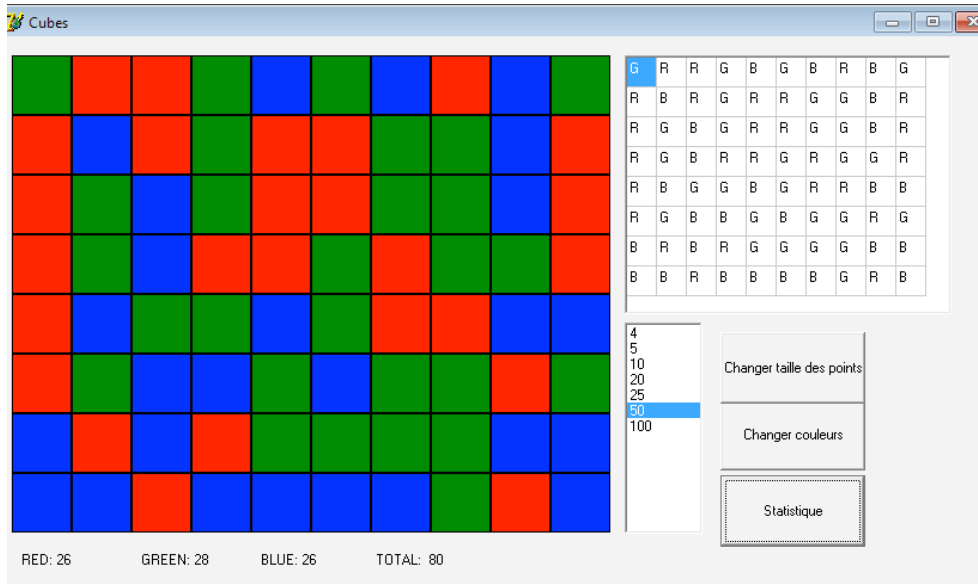 Cubes
G R R G B G B R B G
R B R G R R G G B R
R G B G R R G G B R
R G B R R G R G G R
R B G G B G R R B B
R G B B G B G G R G
B R B R G G G G B B
B B R B B B B G R B
4
5
10
20
25
50
100
Changer taille des points
Changer couleurs
Statistique
RED: 26 GREEN: 28 BLUE: 26 TOTAL: 80